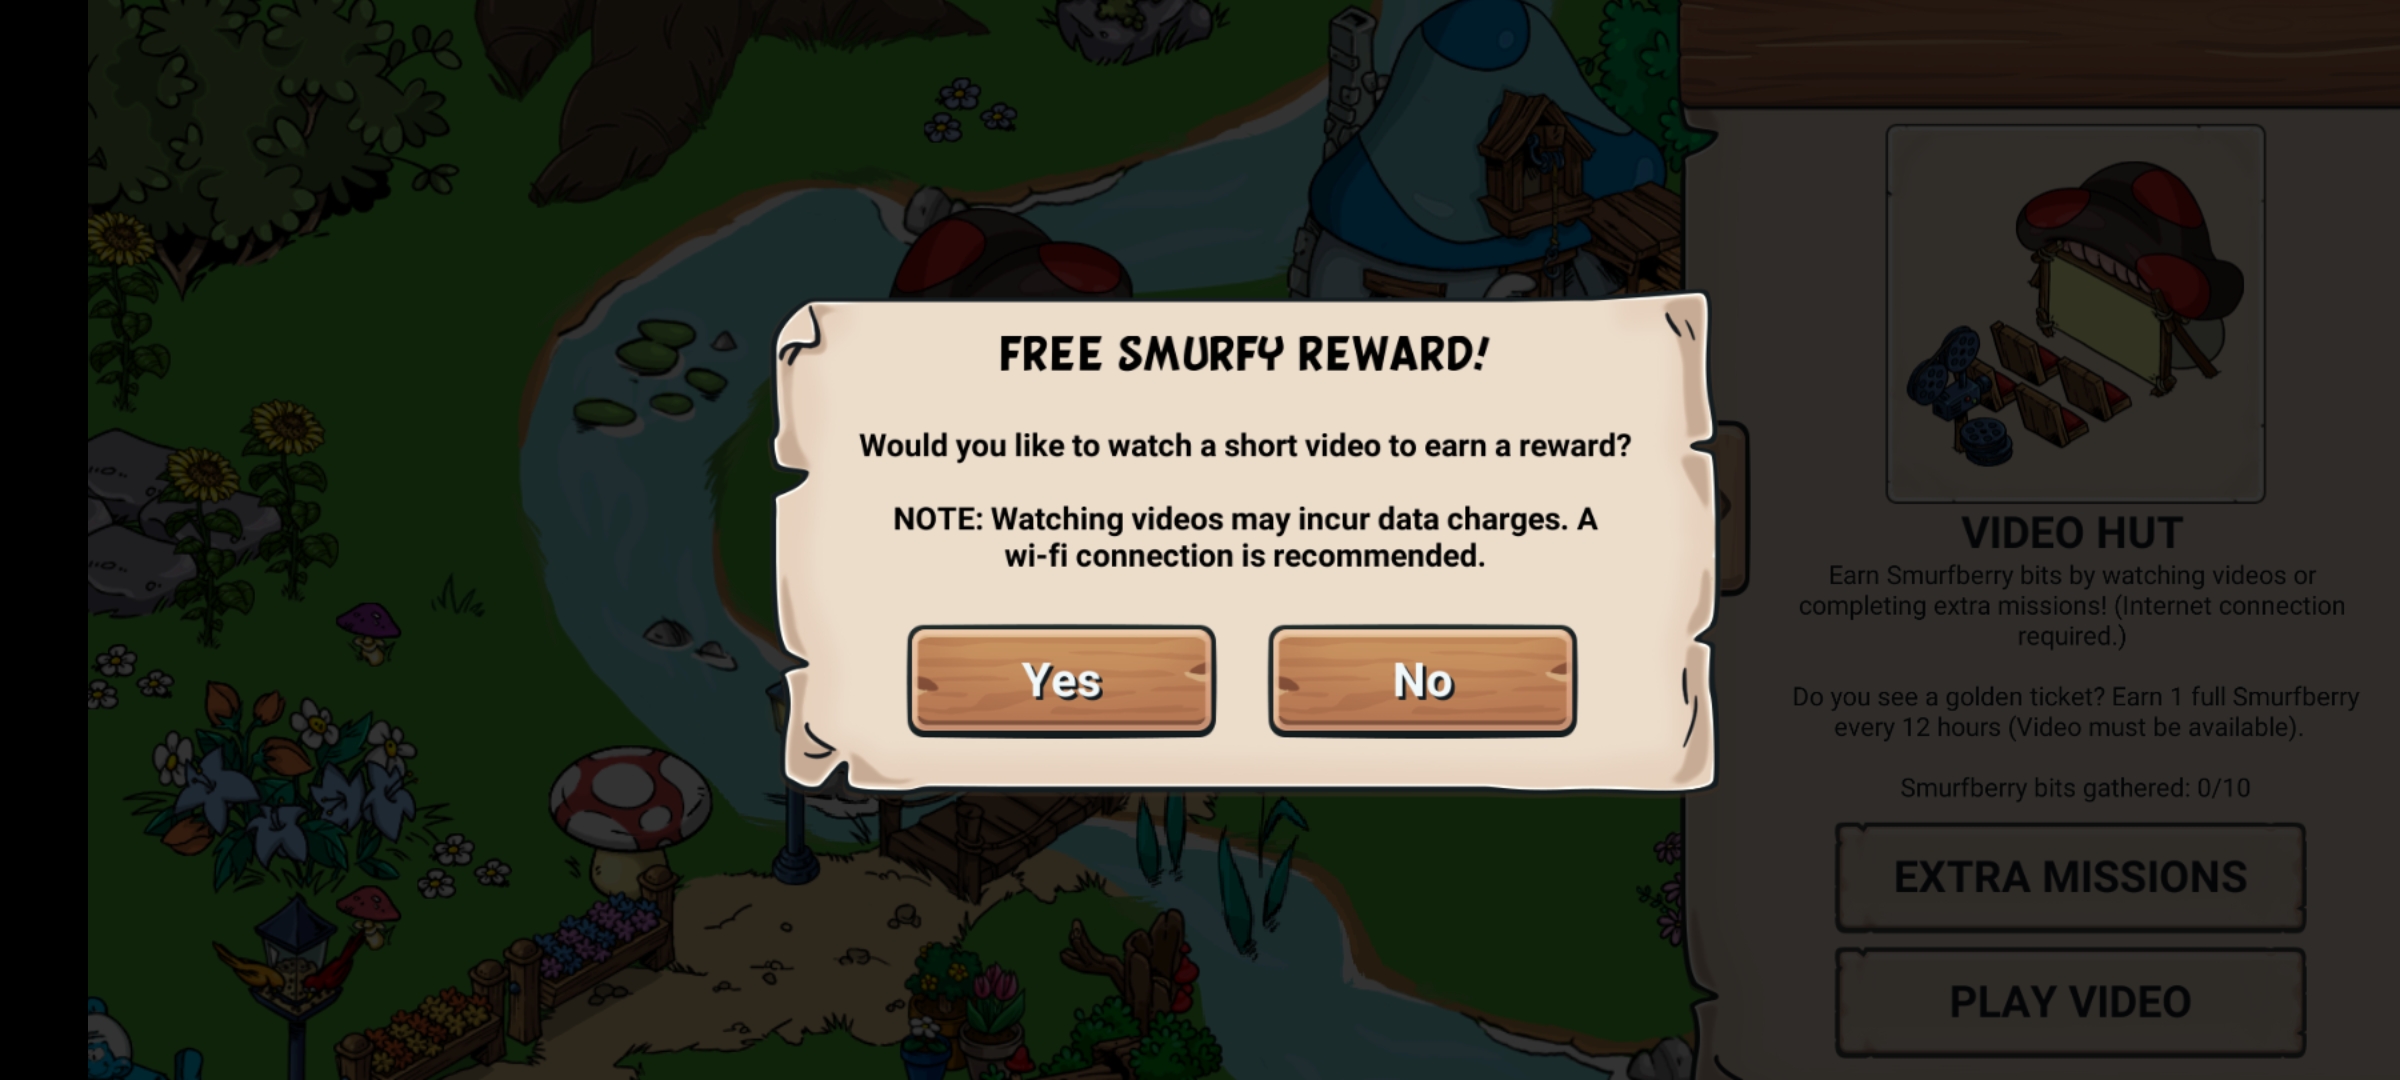 FREE SMURFY REWARD!
Would you like to watch a short video to earn a reward?
NOTE: Watching videos may incur data charges. A
wi-fi connection is recommended.
Yes
No
VIDEO HUT
Earn Smurfberry bits by watching videos or
completing extra missions! (Internet connection
required.)
Do you see a golden ticket? Earn 1 full Smurfberry
every 12 hours (Video must be available).
Smurfberry bits gathered: 0/10
EXTRA MISSIONS
PLAY VIDEO